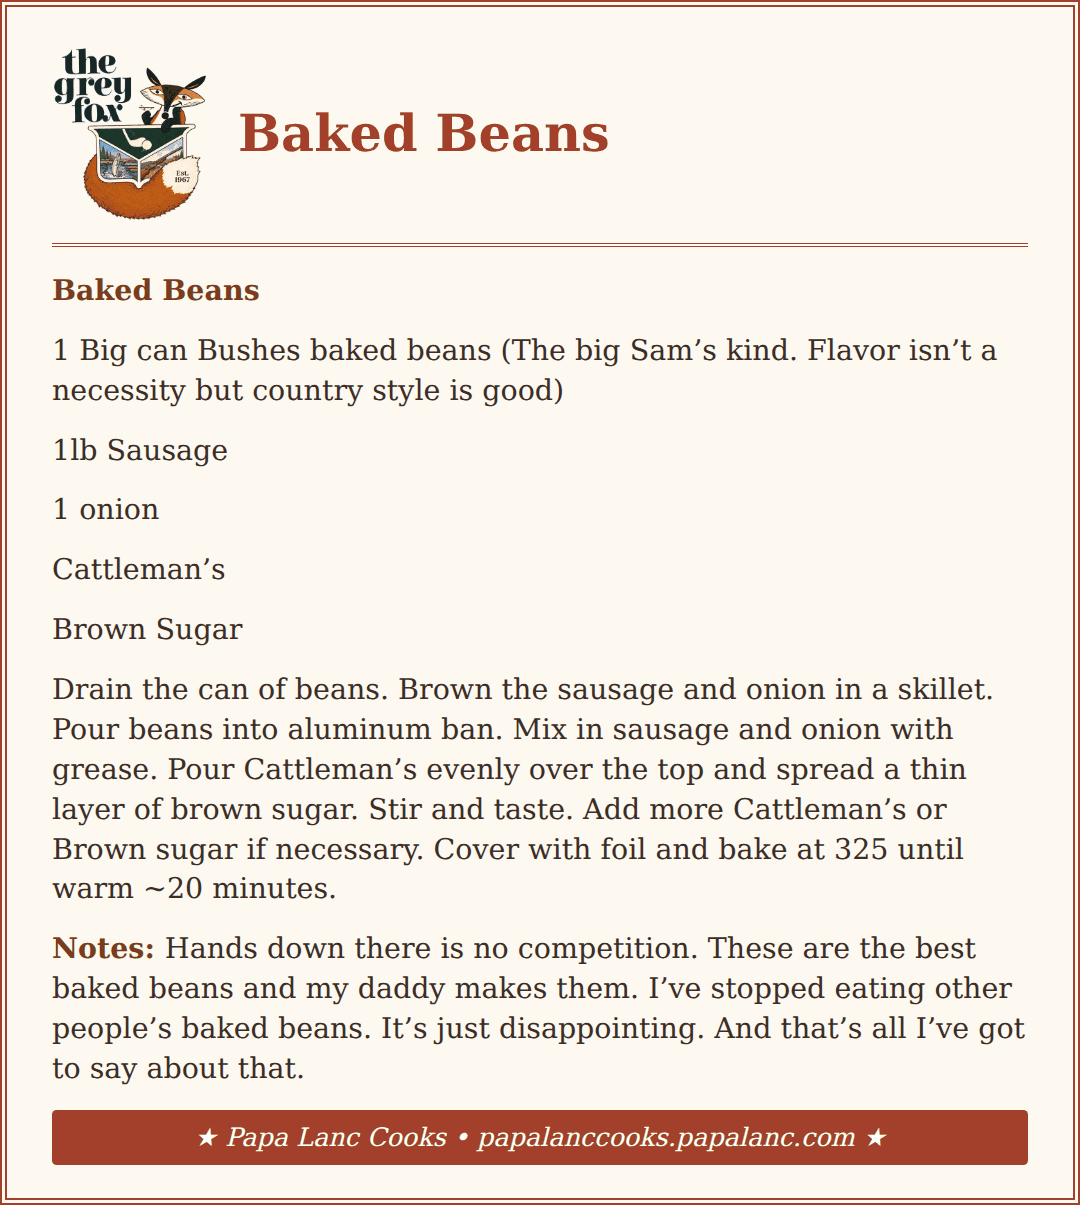 the
grey
fox
Est.
1967
Baked Beans
Baked Beans
1 Big can Bushes baked beans (The big Sam’s kind. Flavor isn’t a
necessity but country style is good)
1lb Sausage
1 onion
Cattleman’s
Brown Sugar
Drain the can of beans. Brown the sausage and onion in a skillet.
Pour beans into aluminum ban. Mix in sausage and onion with
grease. Pour Cattleman’s evenly over the top and spread a thin
layer of brown sugar. Stir and taste. Add more Cattleman’s or
Brown sugar if necessary. Cover with foil and bake at 325 until
warm ~20 minutes.
Notes: Hands down there is no competition. These are the best
baked beans and my daddy makes them. I’ve stopped eating other
people’s baked beans. It’s just disappointing. And that’s all I’ve got
to say about that.
★ Papa Lanc Cooks • papalanccooks.papalanc.com ★